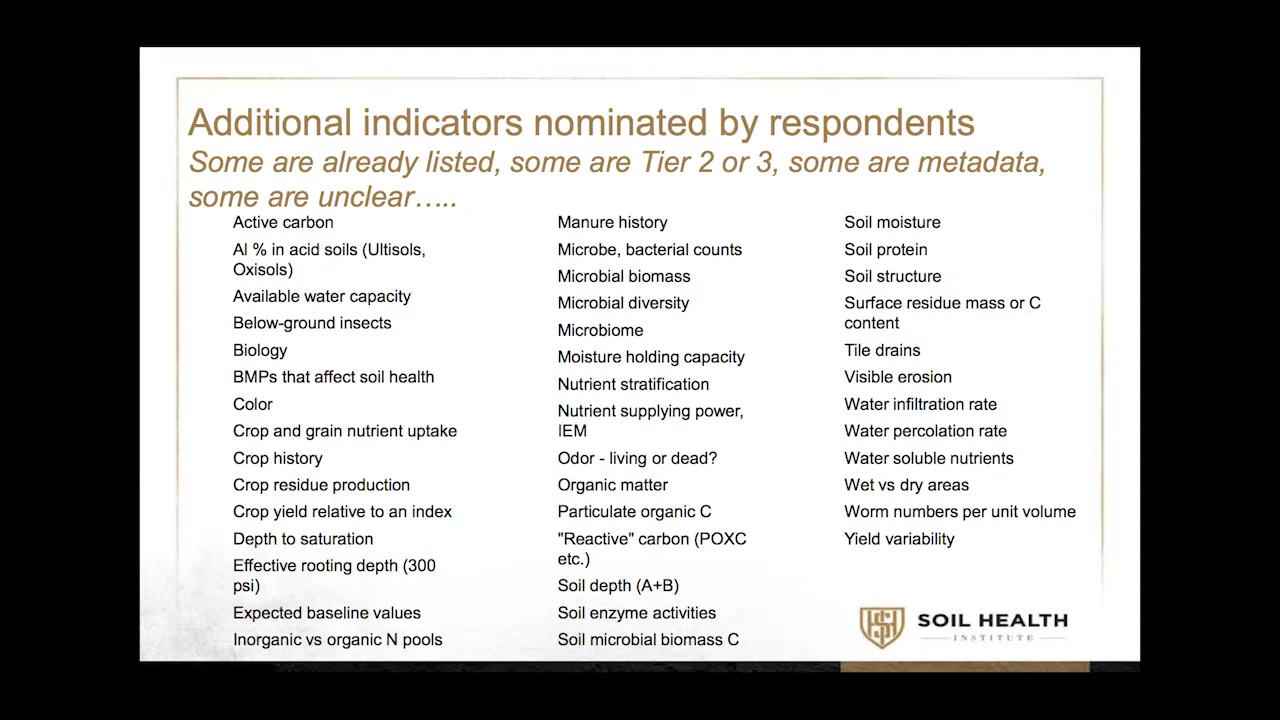 Additional indicators nominated by respondents
Some are already listed, some are Tier 2 or 3, some are metadata,
some are unclear…..
Active carbon
Al % in acid soils (Ultisols,
Oxisols)
Available water capacity
Below-ground insects
Biology
BMPs that affect soil health
Color
Crop and grain nutrient uptake
Crop history
Crop residue production
Crop yield relative to an index
Depth to saturation
Effective rooting depth (300
psi)
Expected baseline values
Inorganic vs organic N pools
Manure history
Microbe, bacterial counts
Microbial biomass
Microbial diversity
Microbiome
Moisture holding capacity
Nutrient stratification
Nutrient supplying power,
IEM
Odor - living or dead?
Organic matter
Particulate organic C
"Reactive" carbon (POXC
etc.)
Soil depth (A+B)
Soil enzyme activities
Soil microbial biomass C
Soil moisture
Soil protein
Soil structure
Surface residue mass or C
content
Tile drains
Visible erosion
Water infiltration rate
Water percolation rate
Water soluble nutrients
Wet vs dry areas
Worm numbers per unit volume
Yield variability
SOIL HEALTH
INSTITUTE